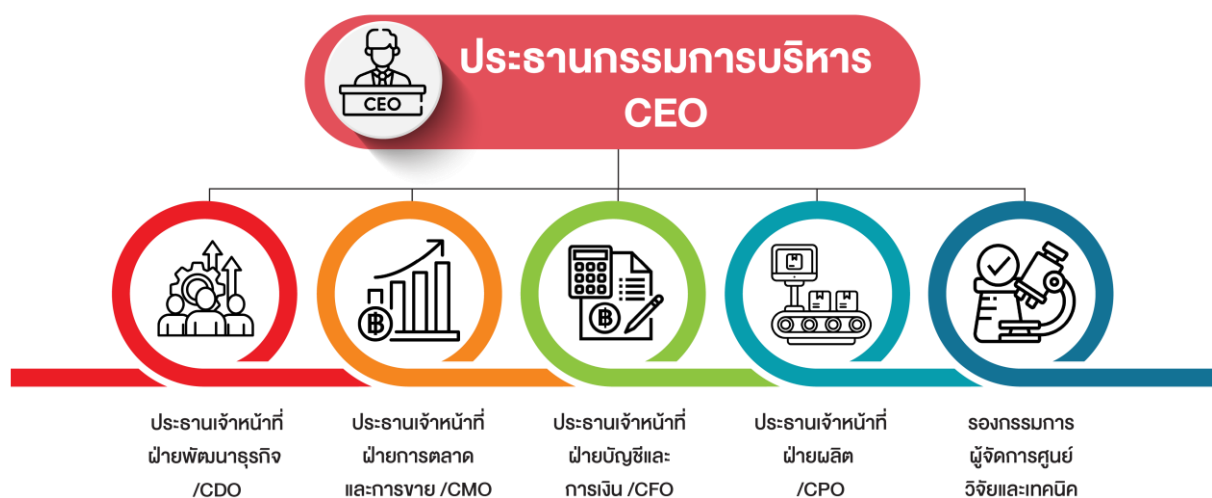 CEO
ประธานกรรมการบริหาร
CEO
ประธานเจ้าหน้าที่
ฝ่ายพัฒนาธุรกิจ
/CDO
ประธานเจ้าหน้าที่
ฝ่ายการตลาด
และการขาย /CMO
ประธานเจ้าหน้าที่
ฝ่ายบัญชีและ
การเงิน /CFO
ประธานเจ้าหน้าที่
ฝ่ายผลิต
/CPO
รองกรรมการ
ผู้จัดการศูนย์
วิจัยและเทคนิค